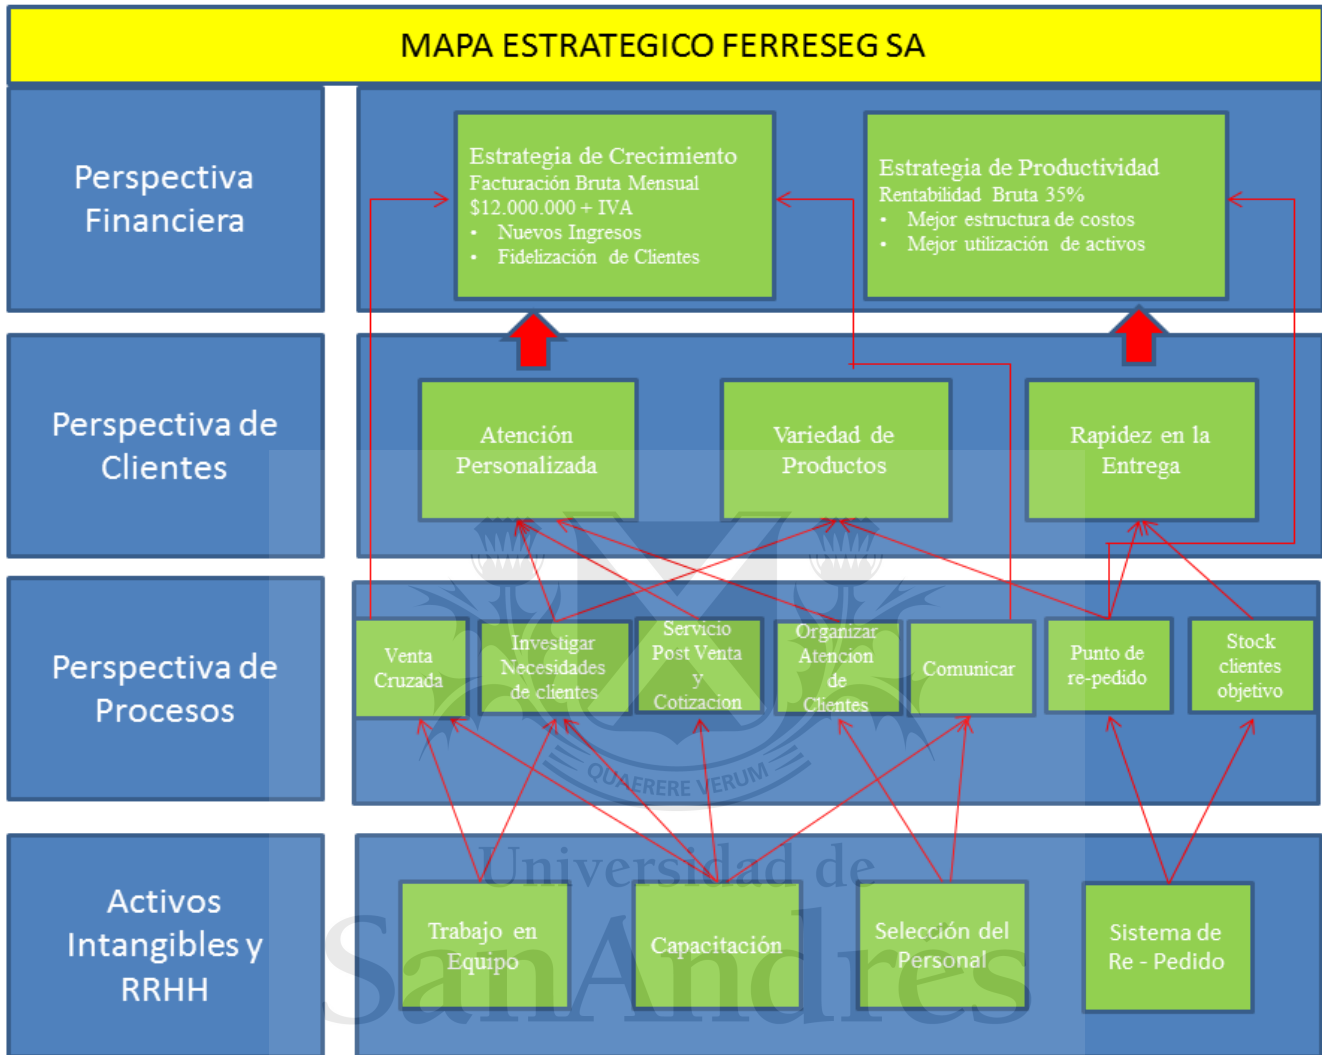 MAPA ESTRATEGICO FERRESEG SA
Perspectiva
Financiera
Estrategia de Crecimiento
Facturación Bruta Mensual
$12.000.000 + IVA
• Nuevos Ingresos
• Fidelización de Clientes
Estrategia de Productividad
Rentabilidad Bruta 35%
• Mejor estructura de costos
• Mejor utilización de activos
Perspectiva de
Clientes
Atención
Personalizada
Variedad de
Productos
Rapidez en la
Entrega
Perspectiva de
Procesos
Venta
Cruzada
Investigar
Necesidades
de clientes
Servicio
Post Venta
y
Cotizacion
Organizar
Atención
de
Clientes
Comunicar
Punto de
re-pedido
Stock
clientes
objetivo
QUAERERE VERUM
Activos
Intangibles y
RRHH
Trabajo en
Equipo
Capacitación
Selección del
Personal
Sistema de
Re - Pedido
Universidad de
SanAndres